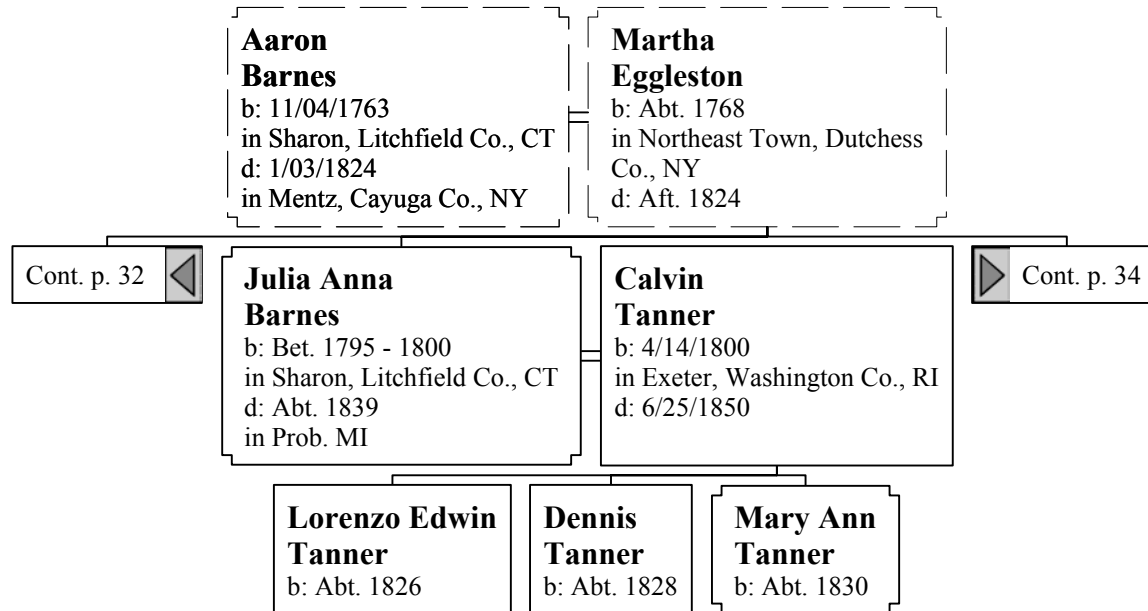 Aaron
Barnes
b: 11/04/1763
in Sharon, Litchfield Co., CT
d: 1/03/1824
in Mentz, Cayuga Co., NY
Martha
Eggleston
b: Abt. 1768
in Northeast Town, Dutchess
Co., NY
d: Aft. 1824
Cont. p. 32
Julia Anna
Barnes
b: Bet. 1795 - 1800
in Sharon, Litchfield Co., CT
d: Abt. 1839
in Prob. MI
Calvin
Tanner
b: 4/14/1800
in Exeter, Washington Co., RI
d: 6/25/1850
Cont. p. 34
Lorenzo Edwin
Tanner
b: Abt. 1826
Dennis
Tanner
b: Abt. 1828
Mary Ann
Tanner
b: Abt. 1830